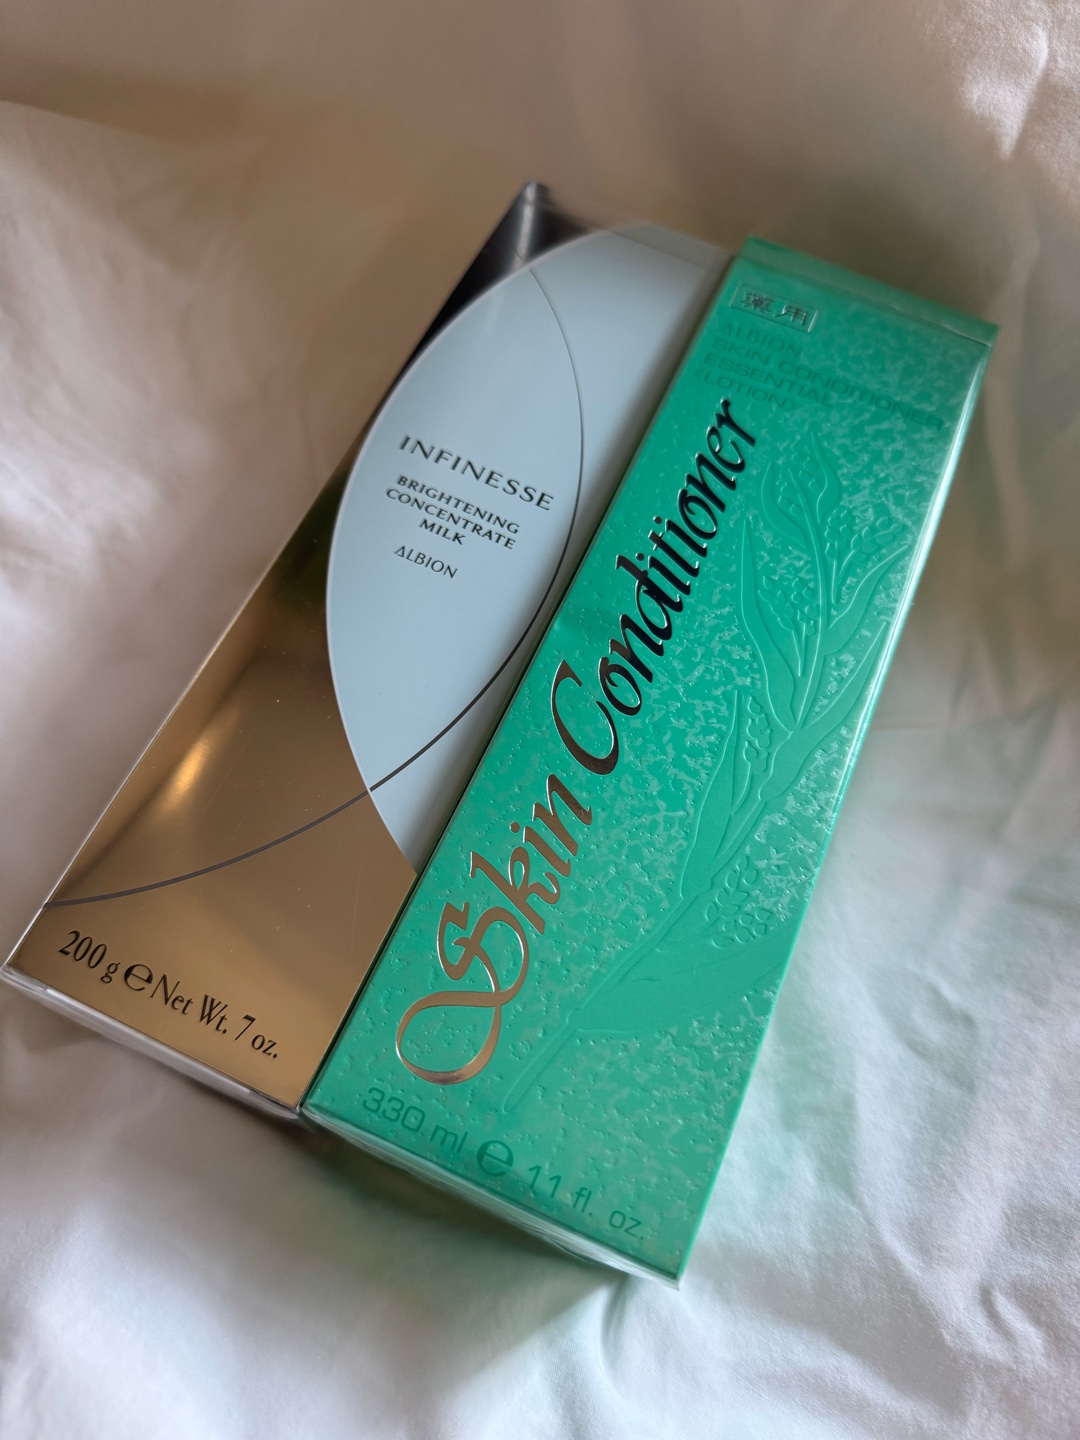 INFINESSE
BRIGHTENING
CONCENTRATE
MILK
ALBION
200 g ℮ Net Wt. 7 oz.
薬用
ALBION
SKIN CONDITIONER
ESSENTIAL
<LOTION>
Skin Conditioner
330 ml ℮ 11 fl. oz.